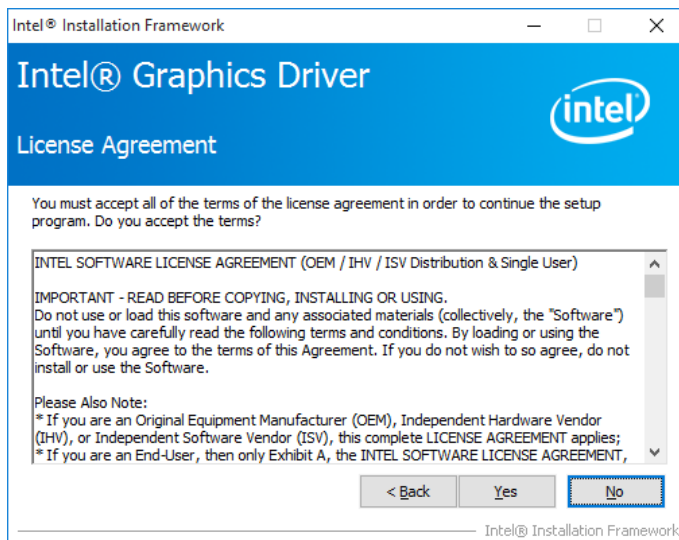 Intel® Installation Framework
Intel® Graphics Driver
intel
License Agreement
You must accept all of the terms of the license agreement in order to continue the setup
program. Do you accept the terms?
INTEL SOFTWARE LICENSE AGREEMENT (OEM / IHV / ISV Distribution & Single User)
IMPORTANT - READ BEFORE COPYING, INSTALLING OR USING.
Do not use or load this software and any associated materials (collectively, the "Software")
until you have carefully read the following terms and conditions. By loading or using the
Software, you agree to the terms of this Agreement. If you do not wish to so agree, do not
install or use the Software.
Please Also Note:
* If you are an Original Equipment Manufacturer (OEM), Independent Hardware Vendor
(IHV), or Independent Software Vendor (ISV), this complete LICENSE AGREEMENT applies;
* If you are an End-User, then only Exhibit A, the INTEL SOFTWARE LICENSE AGREEMENT,
< Back Yes No
Intel® Installation Framework